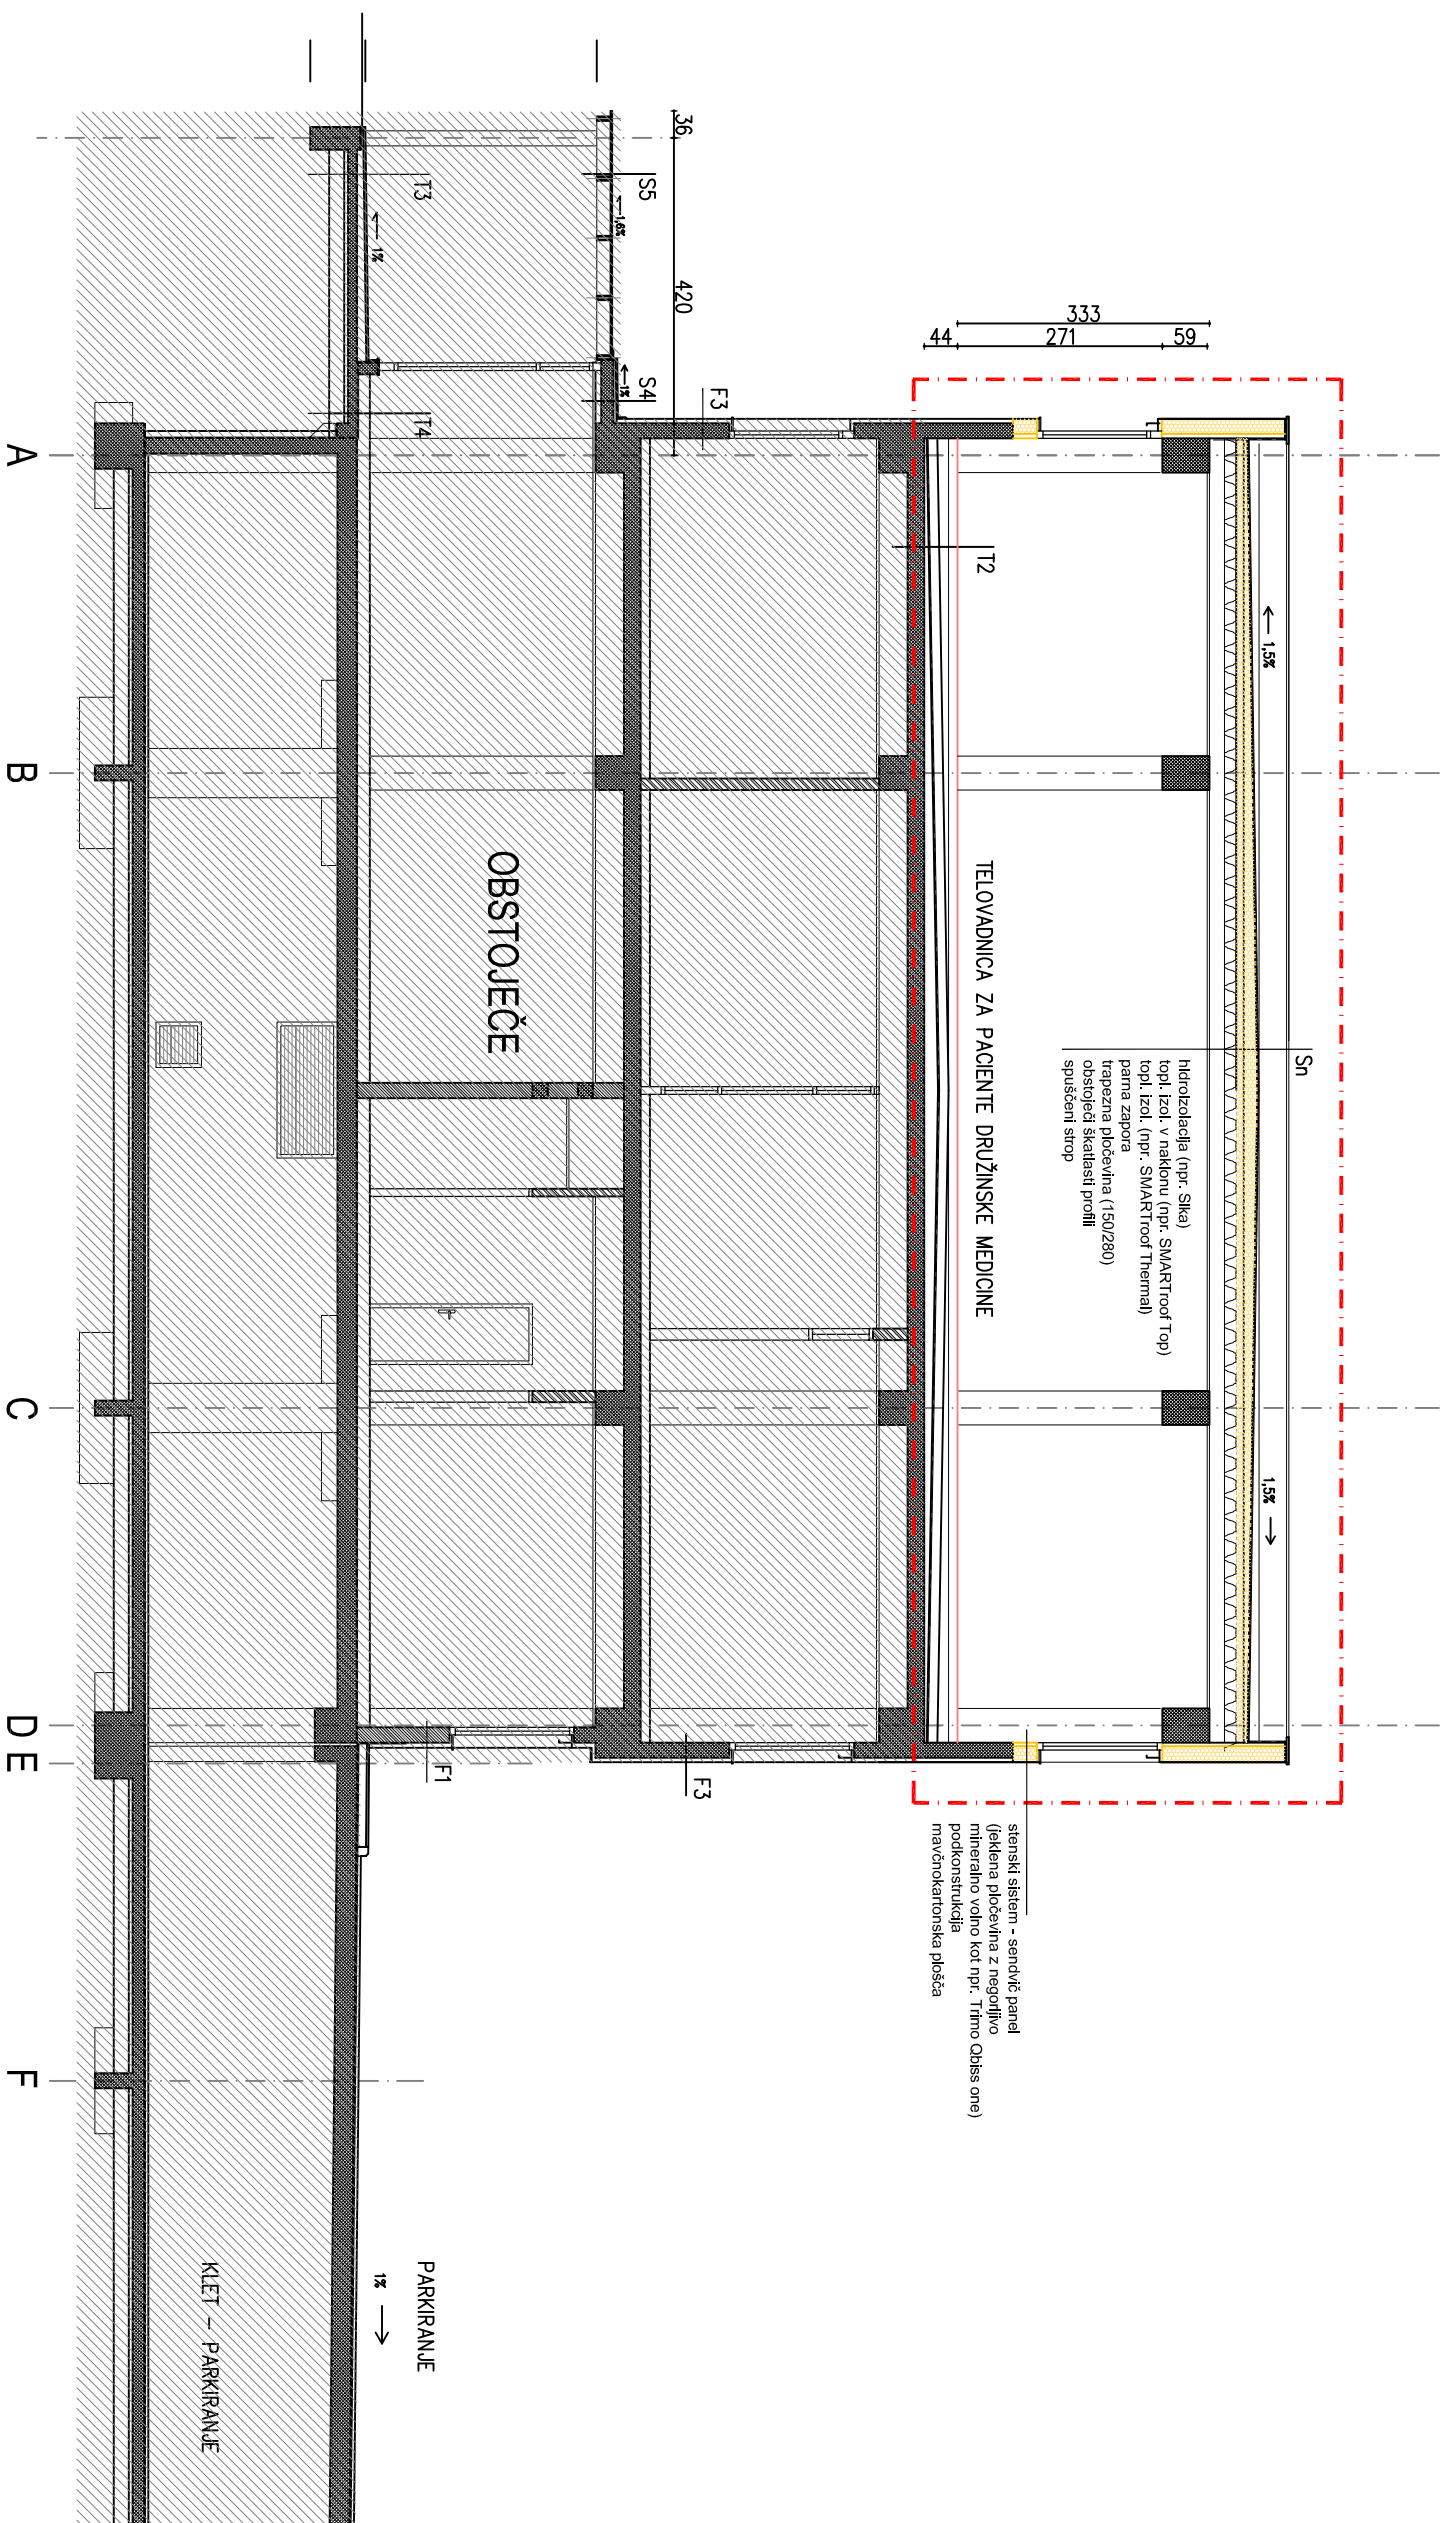 Sn
1,5%
1,5%
hidroizolacija (npr. Sika)
topl. izol. v naklonu (npr. SMARTroof Top)
topl. izol. (npr. SMARTroof Thermal)
parna zapora
trapezna pločevina (150/280)
obstoječi škatlasti profili
spuščeni strop
333
59
271
44
TELOVADNICA ZA PACIENTE DRUŽINSKE MEDICINE
T2
stenski sistem - sendvič panel
(jeklena pločevina z negorljivo
mineralno volno kot npr. Trimo Qbiss one)
podkonstrukcija
mavčnokartonska plošča
F3
F3
36
420
S5
1,6%
S4
1%
OBSTOJEČE
F1
T3
1%
T4
PARKIRANJE
1%
KLET - PARKIRANJE
A
B
C
D
E
F